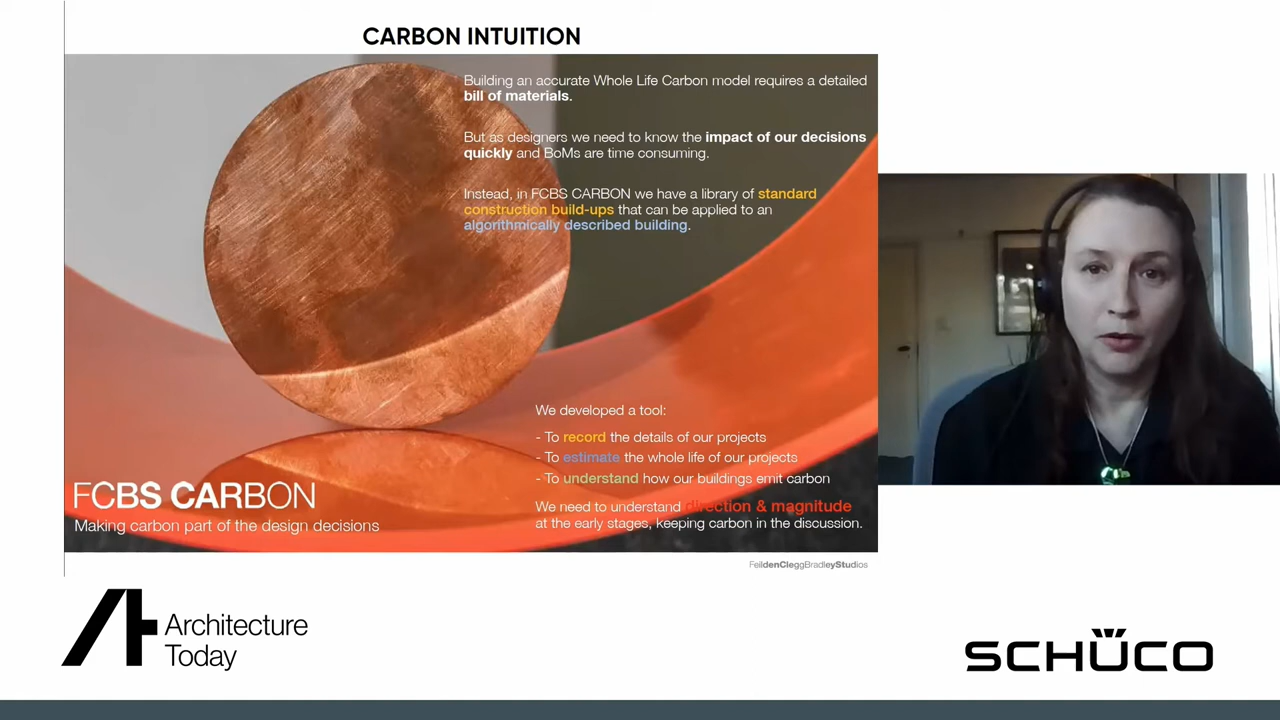 CARBON INTUITION
Building an accurate Whole Life Carbon model requires a detailed
bill of materials.
But as designers we need to know the impact of our decisions
quickly and BoMs are time consuming.
Instead, in FCBS CARBON we have a library of standard
construction build-ups that can be applied to an
algorithmically described building.
We developed a tool:
- To record the details of our projects
- To estimate the whole life of our projects
- To understand how our buildings emit carbon
We need to understand direction & magnitude
at the early stages, keeping carbon in the discussion.
FCBS CARBON
Making carbon part of the design decisions
FeildenCleggBradleyStudios
Architecture
Today
SCHÜCO